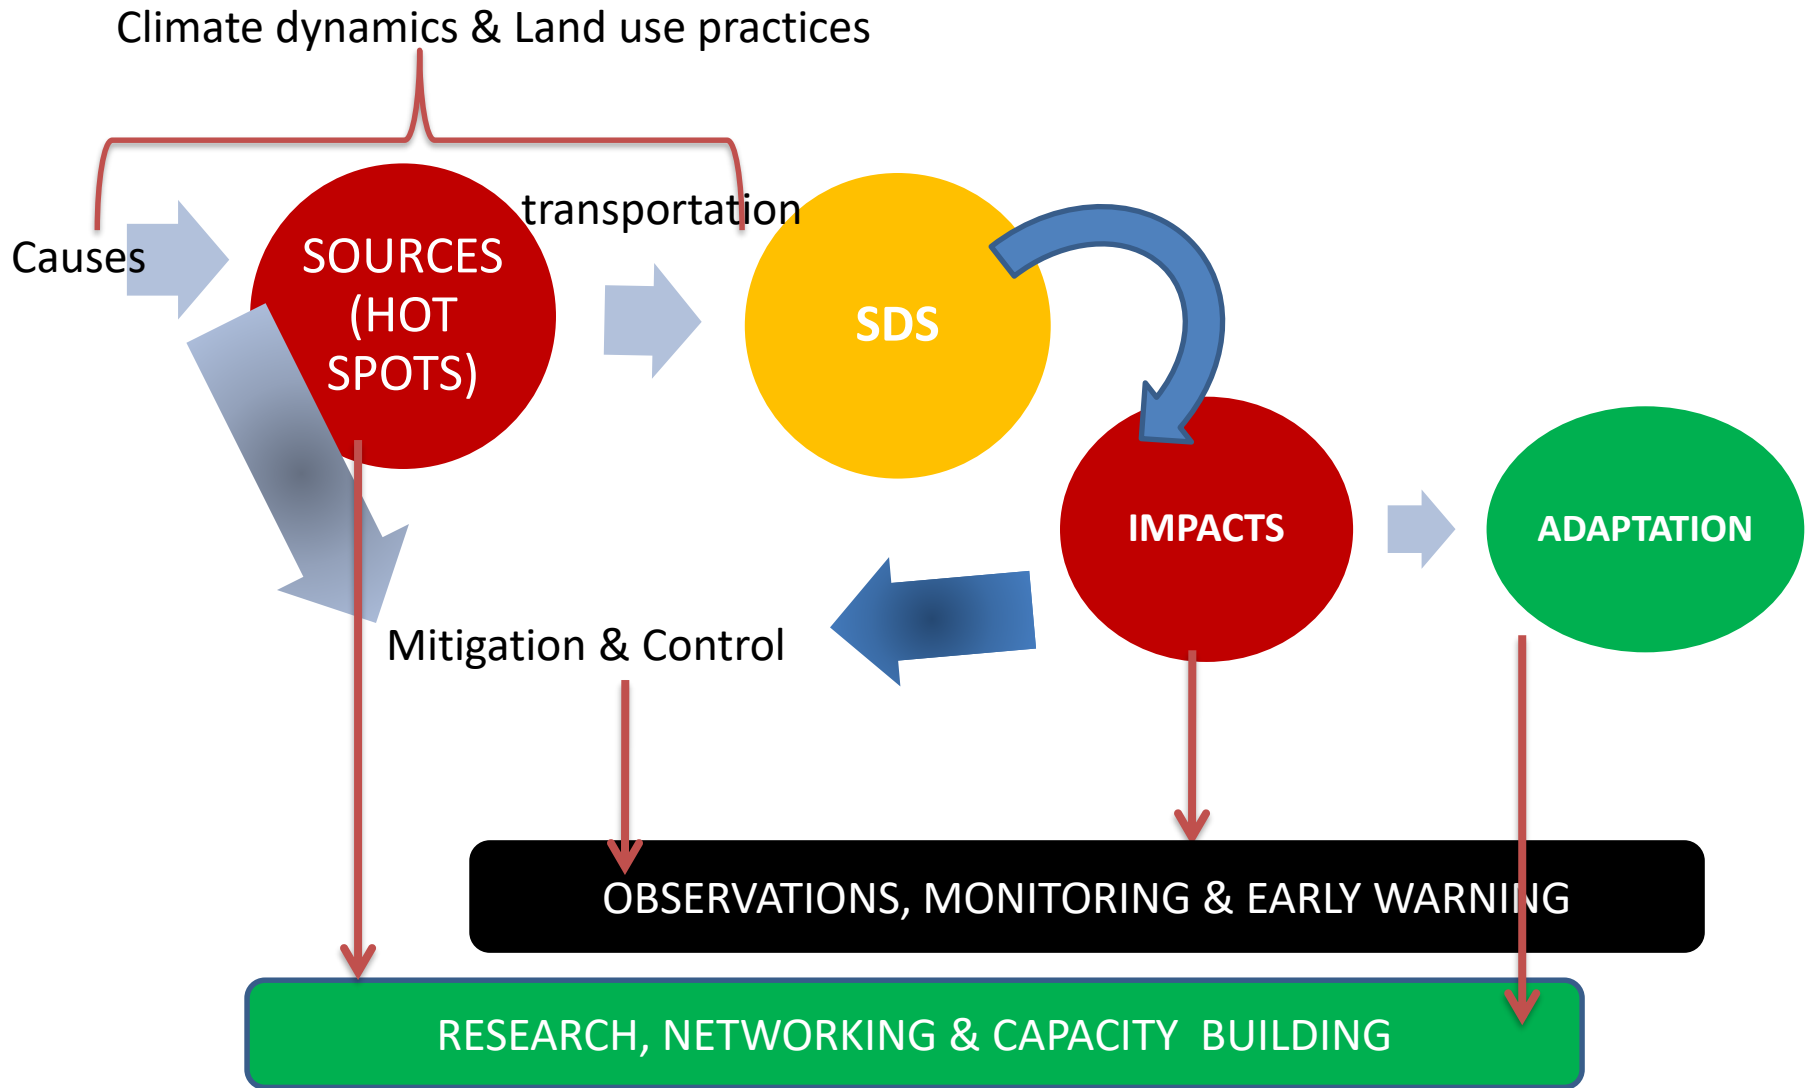 Climate dynamics & Land use practices
transportation
Causes
SOURCES
(HOT
SPOTS)
SDS
IMPACTS
ADAPTATION
Mitigation & Control
OBSERVATIONS, MONITORING & EARLY WARNING
RESEARCH, NETWORKING & CAPACITY BUILDING